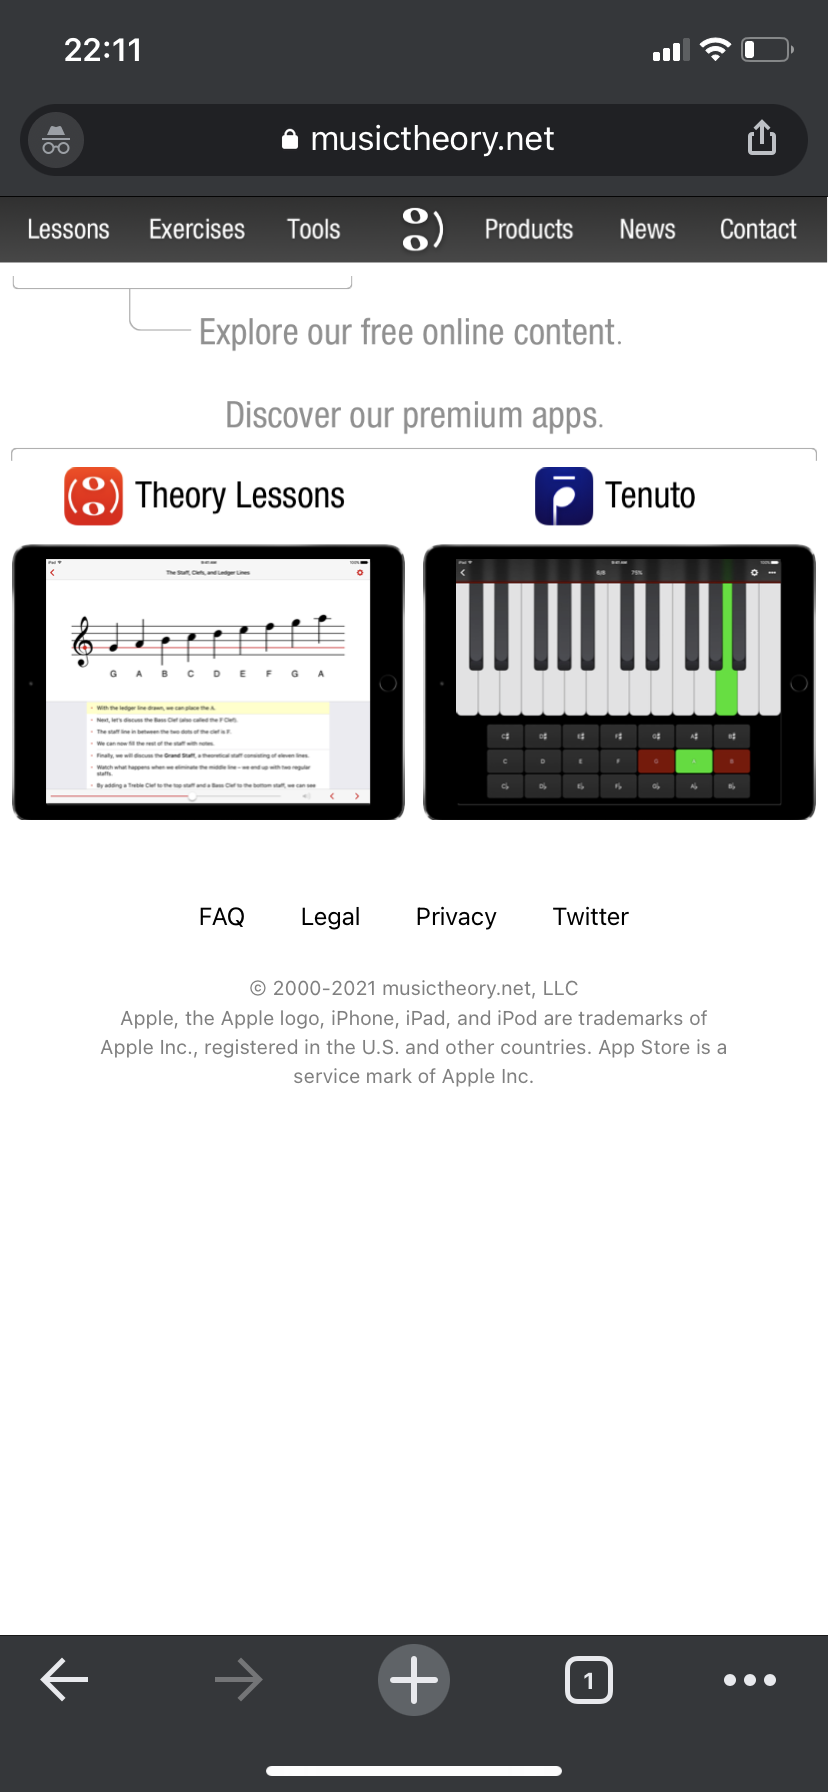 22:11
musictheory.net
Lessons Exercises Tools Products News Contact
Explore our free online content.
Discover our premium apps.
Theory Lessons
Tenuto
The Staff, Clefs, and Ledger Lines
G A B C D E F G A
With the ledger line drawn, we can place the A.
Next, let's discuss the Bass Clef (also called the F Clef).
The staff line in between the two dots of the clef is F.
We can now fill the rest of the staff with notes.
Finally, we will discuss the Grand Staff, a theoretical staff consisting of eleven lines.
Watch what happens when we eliminate the middle line – we end up with two regular
staffs.
By adding a Treble Clef to the top staff and a Bass Clef to the bottom staff, we can see
75%
C♯ D♯ E♯ F♯ G♯ A♯ B♯
C D E F G B
C♭ D♭ E♭ F♭ G♭ A♭ B♭
FAQ Legal Privacy Twitter
© 2000-2021 musictheory.net, LLC
Apple, the Apple logo, iPhone, iPad, and iPod are trademarks of
Apple Inc., registered in the U.S. and other countries. App Store is a
service mark of Apple Inc.
1